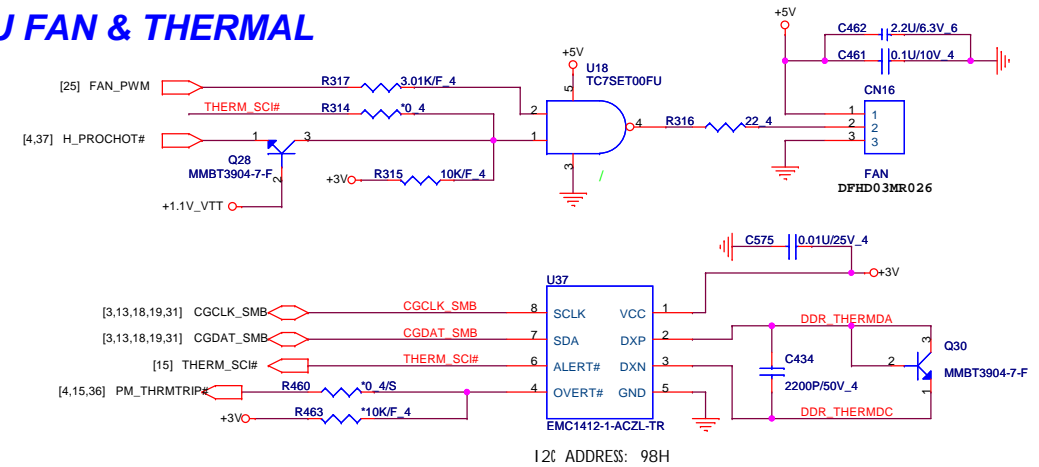 U FAN & THERMAL
+5V
C462 2.2U/6.3V_6
C461 0.1U/10V_4
+5V
U18
TC7SET00FU
[25] FAN_PWM
R317 3.01K/F_4
THERM_SCI#
R314 *0_4
5
2
1
4
3
R316 22_4
CN16
1 1
2 2
3 3
FAN
DFHD03MR026
[4,37] H_PROCHOT#
1
3
2
Q28
MMBT3904-7-F
+3V
R315 10K/F_4
+1.1V_VTT
C575 0.01U/25V_4
+3V
U37
[3,13,18,19,31] CGCLK_SMB
CGCLK_SMB
8 SCLK VCC 1
[3,13,18,19,31] CGDAT_SMB
CGDAT_SMB
7 SDA DXP 2
DDR_THERMDA
[15] THERM_SCI#
THERM_SCI#
6 ALERT# DXN 3
C434
2200P/50V_4
3
2
1
Q30
MMBT3904-7-F
[4,15,36] PM_THRMTRIP#
R460 *0_4/S
4 OVERT# GND 5
DDR_THERMDC
+3V
R463 *10K/F_4
EMC1412-1-ACZL-TR
I2C ADDRESS: 98H